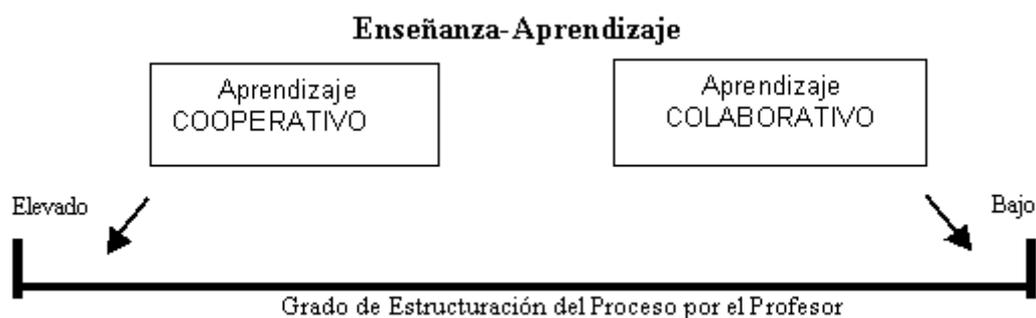 Enseñanza-Aprendizaje
Aprendizaje
COOPERATIVO
Aprendizaje
COLABORATIVO
Elevado
Bajo
Grado de Estructuración del Proceso por el Profesor